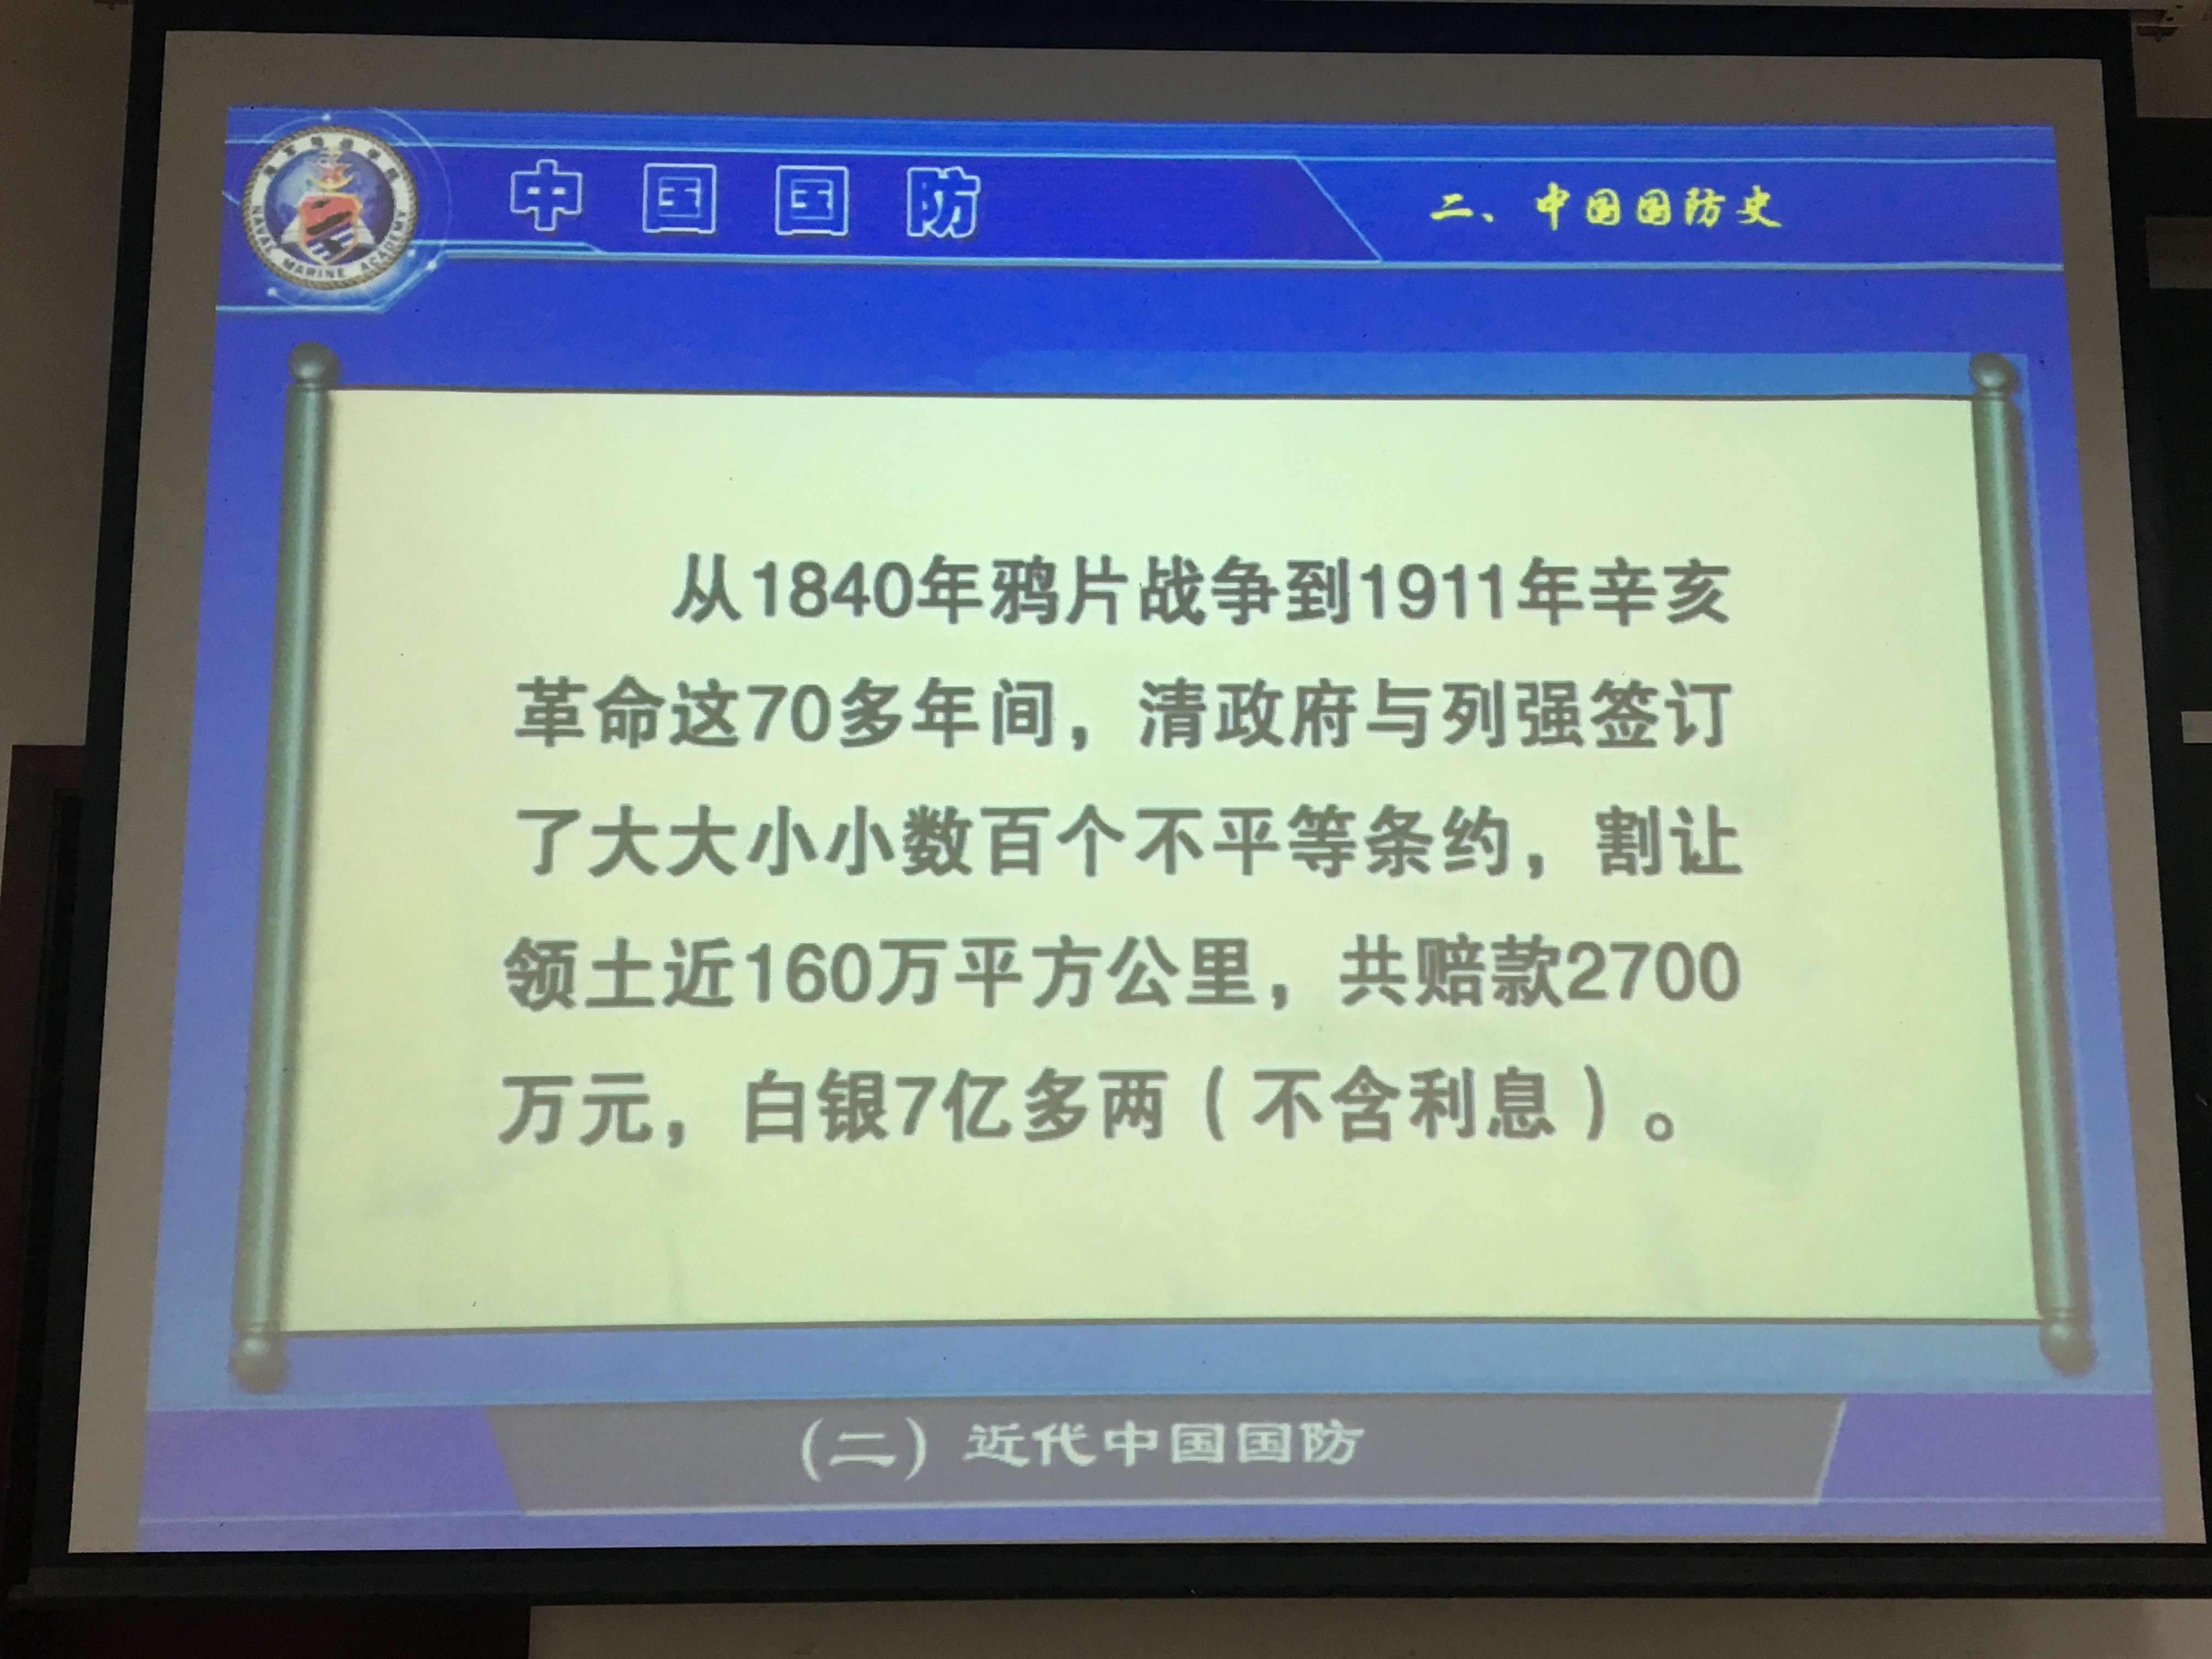 中国国防
二、中国国防史
NAVAL MARINE ACADEMY
从1840年鸦片战争到1911年辛亥
革命这70多年间，清政府与列强签订
了大大小小数百个不平等条约，割让
领土近160万平方公里，共赔款2700
万元，白银7亿多两（不含利息）。
（二）近代中国国防